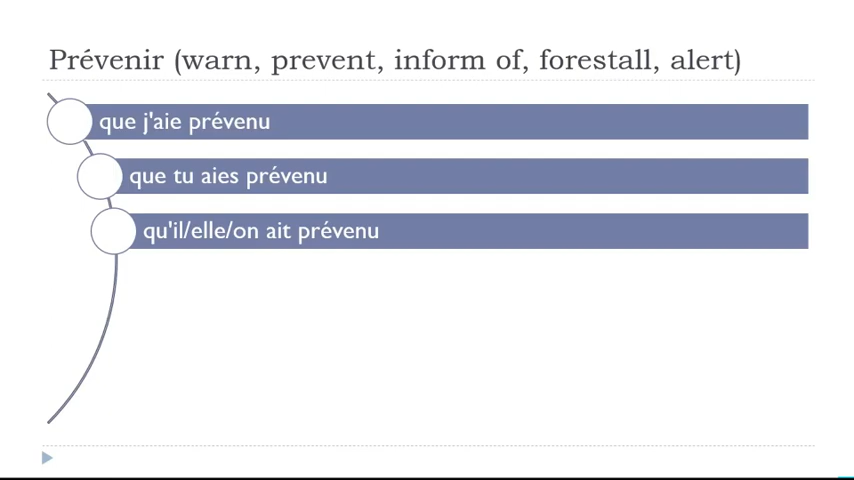 Prévenir (warn, prevent, inform of, forestall, alert)
que j'aie prévenu
que tu aies prévenu
qu'il/elle/on ait prévenu